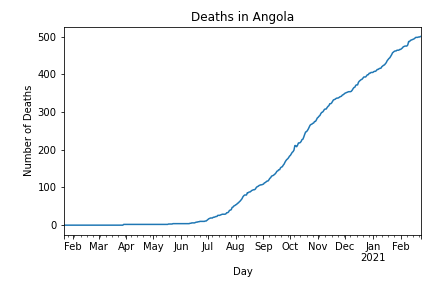 Deaths in Angola
500
400
300
200
100
0
Number of Deaths
Feb Mar Apr May Jun Jul Aug Sep Oct Nov Dec Jan Feb
2021
Day